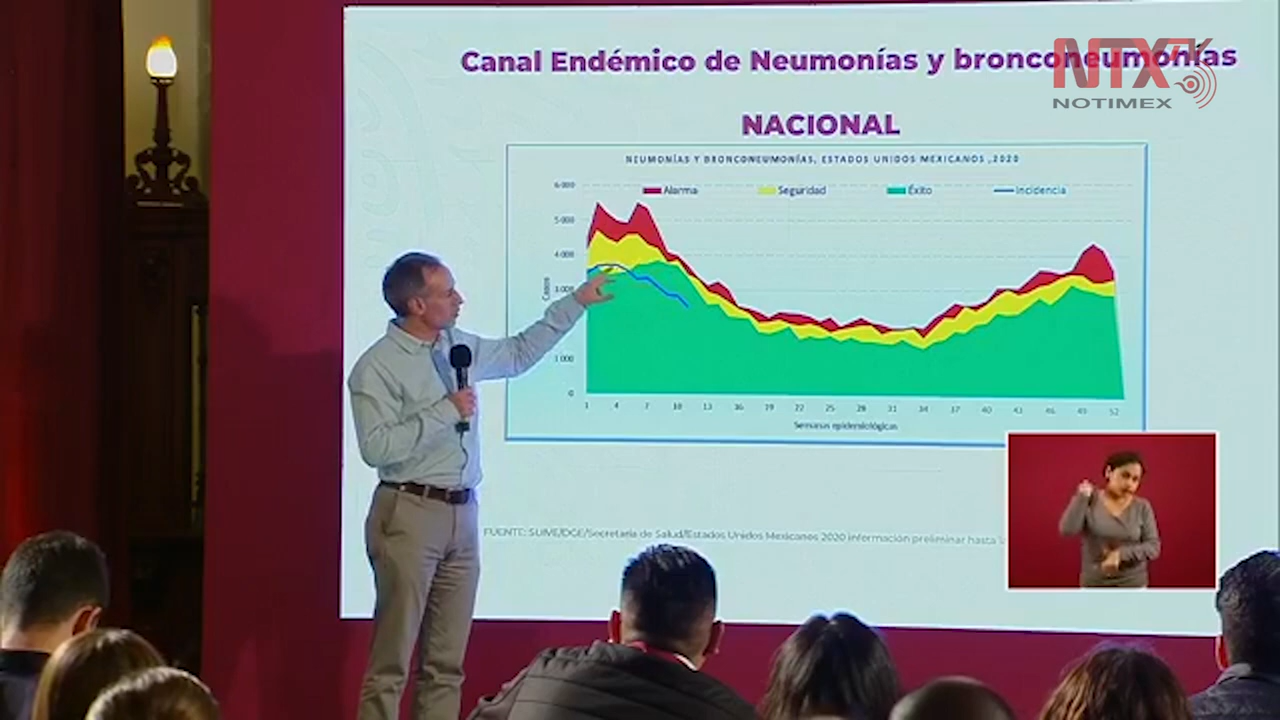 Canal Endémico de Neumonías y bronconeumonías
NTX
NOTIMEX
NACIONAL
NEUMONÍAS Y BRONCONEUMONÍAS, ESTADOS UNIDOS MEXICANOS ,2020
Alarma Seguridad Éxito Incidencia
6 000
5 000
4 000
3 000
1 000
0
Casos
1 4 7 10 13 16 19 22 25 28 31 34 37 40 43 46 49 52
Semanas epidemiológicas
FUENTE: SUIVE/DGE/Secretaría de Salud/Estados Unidos Mexicanos 2020 información preliminar hasta